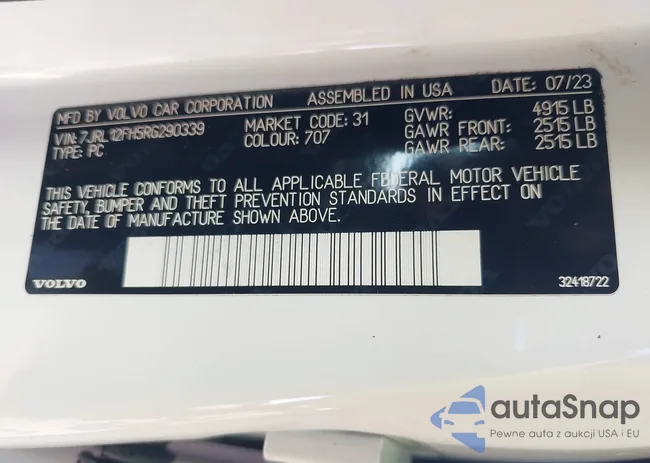 MFD BY VOLVO CAR CORPORATION ASSEMBLED IN USA DATE: 07/23
VIN: MARKET CODE: 31 GVWR: 4915 LB
TYPE: PC COLOUR: 707 GAWR FRONT: 2515 LB
GAWR REAR: 2515 LB
THIS VEHICLE CONFORMS TO ALL APPLICABLE FEDERAL MOTOR VEHICLE
SAFETY, BUMPER AND THEFT PREVENTION STANDARDS IN EFFECT ON
THE DATE OF MANUFACTURE SHOWN ABOVE.
VOLVO 32418722
autaSnap
Pewne auta z aukcji USA i EU